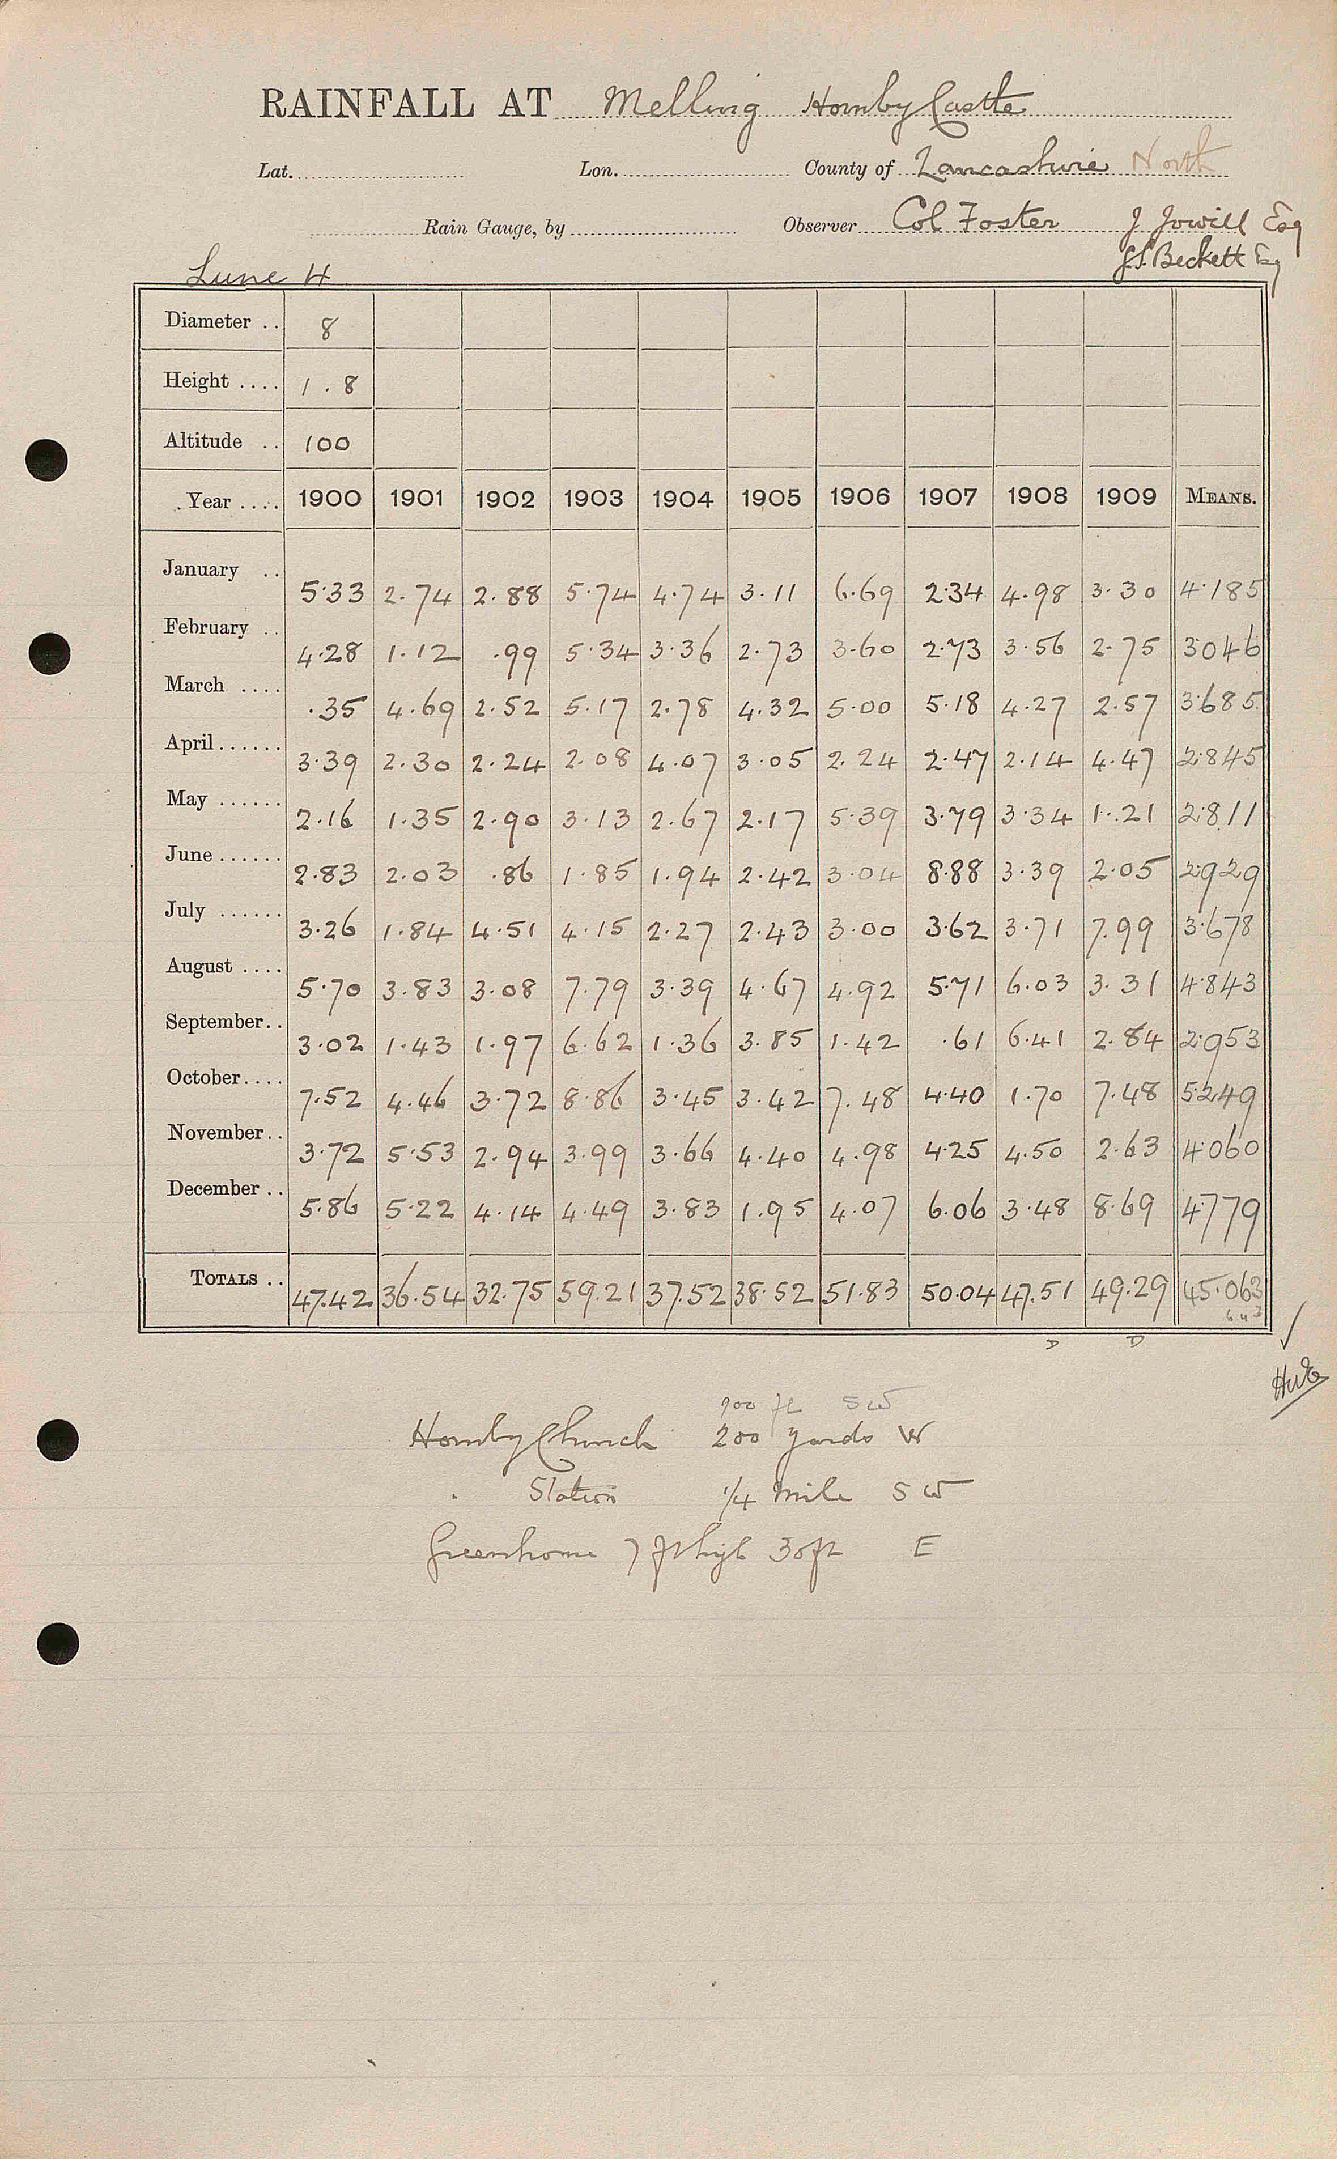 RAINFALL AT Melling Hornby Castle
Lat. Lon. County of Lancashire North
Rain Gauge, by Observer Col Foster J Jowill Esq
J.S. Beckett Esq
Lune 4
Diameter .. 8
Height .... 1.8
Altitude .. 100
Year .... 1900 1901 1902 1903 1904 1905 1906 1907 1908 1909 MEANS.
January .. 5.33 2.74 2.88 5.74 4.74 3.11 6.69 2.34 4.98 3.30 4.185
February .. 4.28 1.12 .99 5.34 3.36 2.73 3.60 2.73 3.56 2.75 3.046
March .... .35 4.69 2.52 5.17 2.78 4.32 5.00 5.18 4.27 2.57 3.685
April...... 3.39 2.30 2.24 2.08 4.07 3.05 2.24 2.47 2.14 4.47 2.845
May ...... 2.16 1.35 2.90 3.13 2.67 2.17 5.39 3.79 3.34 1.21 2.811
June ...... 2.83 2.03 .86 1.85 1.94 2.42 3.04 8.88 3.39 2.05 2.929
July ...... 3.26 1.84 4.51 4.15 2.27 2.43 3.00 3.62 3.71 7.99 3.678
August .... 5.70 3.83 3.08 7.79 3.39 4.67 4.92 5.71 6.03 3.31 4.843
September.. 3.02 1.43 1.97 6.62 1.36 3.85 1.42 .61 6.41 2.84 2.953
October.... 7.52 4.46 3.72 8.86 3.45 3.42 7.48 4.40 1.70 7.48 5.249
November.. 3.72 5.53 2.94 3.99 3.66 4.40 4.98 4.25 4.50 2.63 4.060
December .. 5.86 5.22 4.14 4.49 3.83 1.95 4.07 6.06 3.48 8.69 4.779
TOTALS .. 47.42 36.54 32.75 59.21 37.52 38.52 51.83 50.04 47.51 49.29 45.063
D D
900 ft SW
Hornby Church 200 yards W
" Station 1/4 mile SW
Greenhouse 7 ft high 30ft E